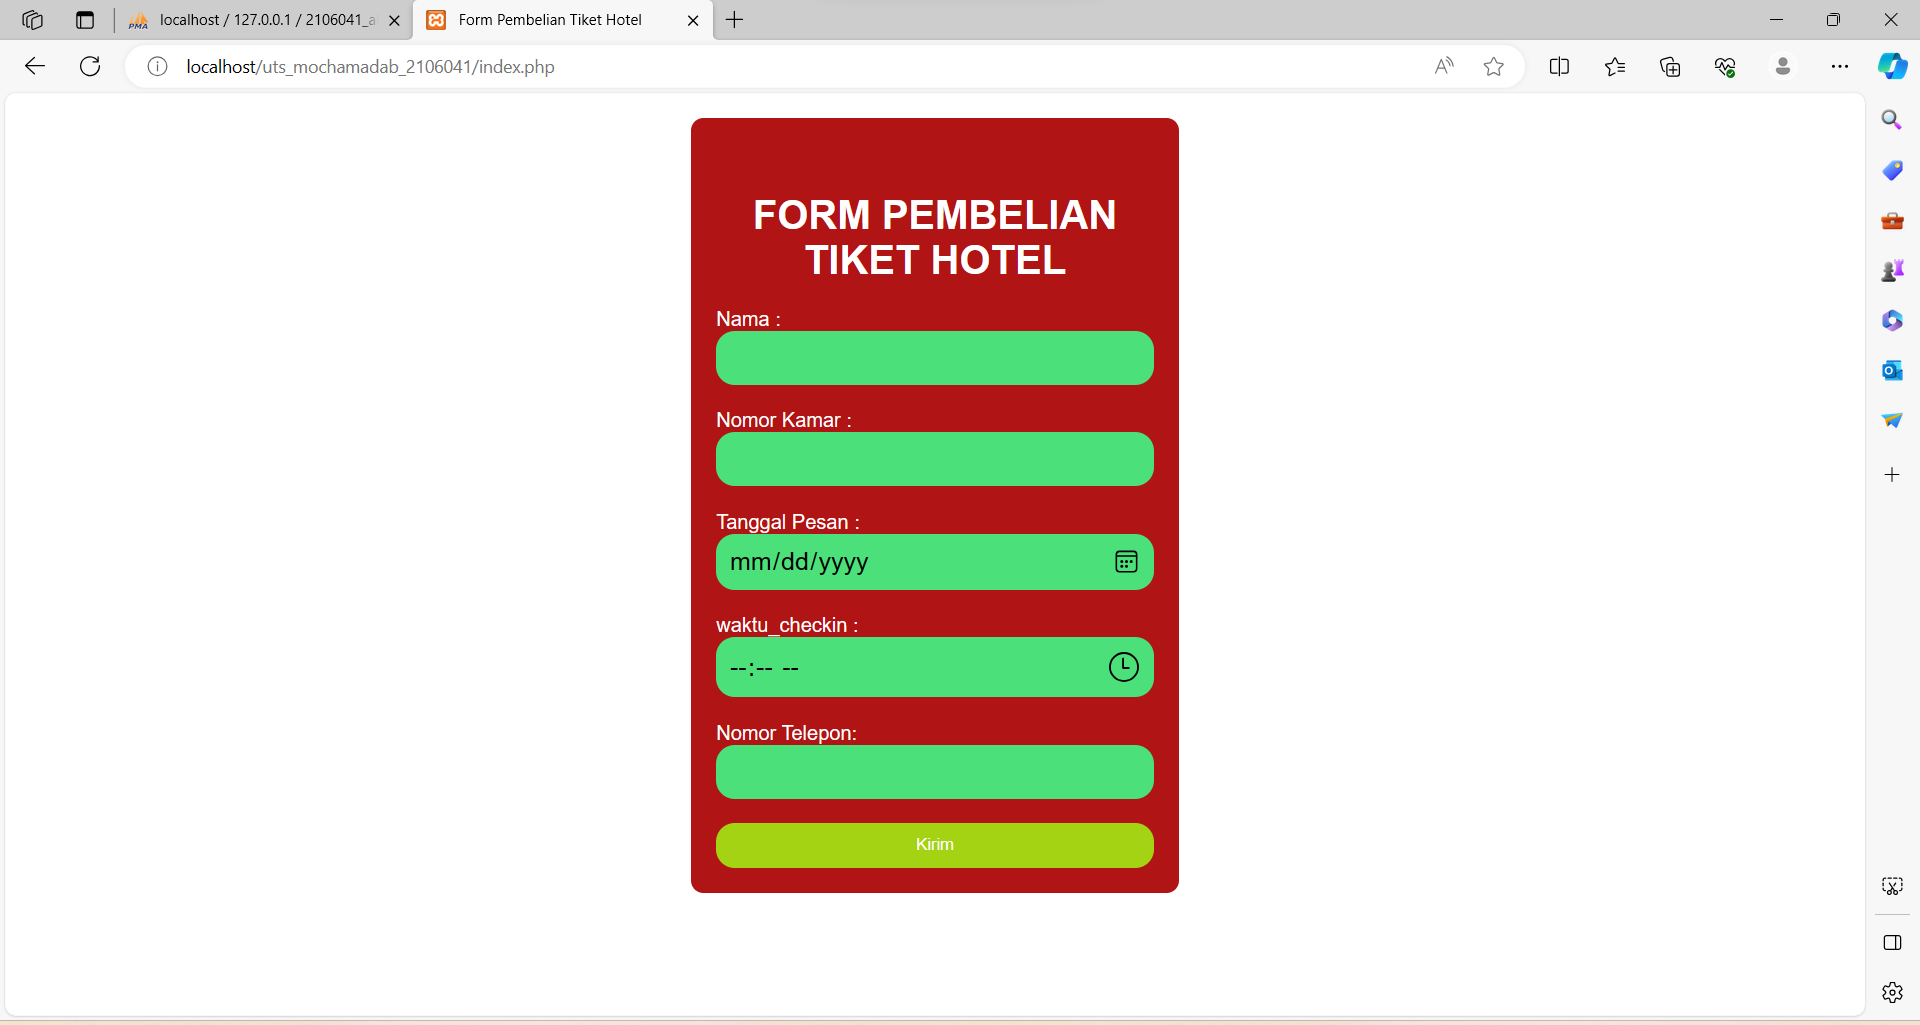 PMA
localhost / 127.0.0.1 / 2106041_a
Form Pembelian Tiket Hotel
localhost/uts_mochamadab_2106041/index.php
FORM PEMBELIAN
TIKET HOTEL
Nama :
Nomor Kamar :
Tanggal Pesan :
mm/dd/yyyy
waktu_checkin :
--:-- --
Nomor Telepon:
Kirim